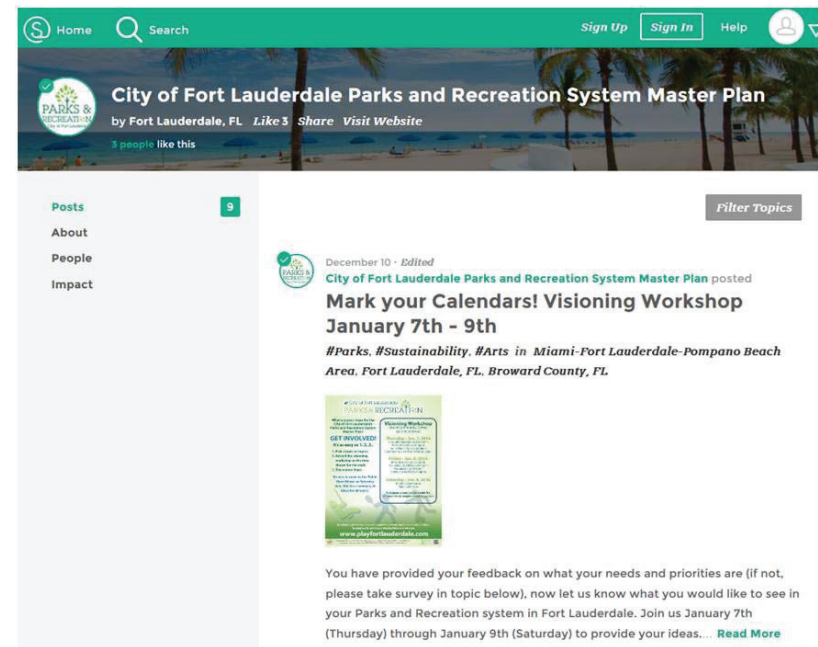 S Home Search Sign Up Sign In Help
PARKS &
RECREATION
City of Fort Lauderdale Parks and Recreation System Master Plan
by Fort Lauderdale, FL Like 3 Share Visit Website
3 people like this
Posts 9
About
People
Impact
Filter Topics
December 10 · Edited
PARKS &
RECREATION
City of Fort Lauderdale Parks and Recreation System Master Plan posted
Mark your Calendars! Visioning Workshop
January 7th - 9th
#Parks, #Sustainability, #Arts in Miami-Fort Lauderdale-Pompano Beach
Area, Fort Lauderdale, FL, Broward County, FL
PARKS & RECREATION
Visioning Workshop
GET INVOLVED!
www.playfortlauderdale.com
You have provided your feedback on what your needs and priorities are (if not,
please take survey in topic below), now let us know what you would like to see in
your Parks and Recreation system in Fort Lauderdale. Join us January 7th
(Thursday) through January 9th (Saturday) to provide your ideas.... Read More